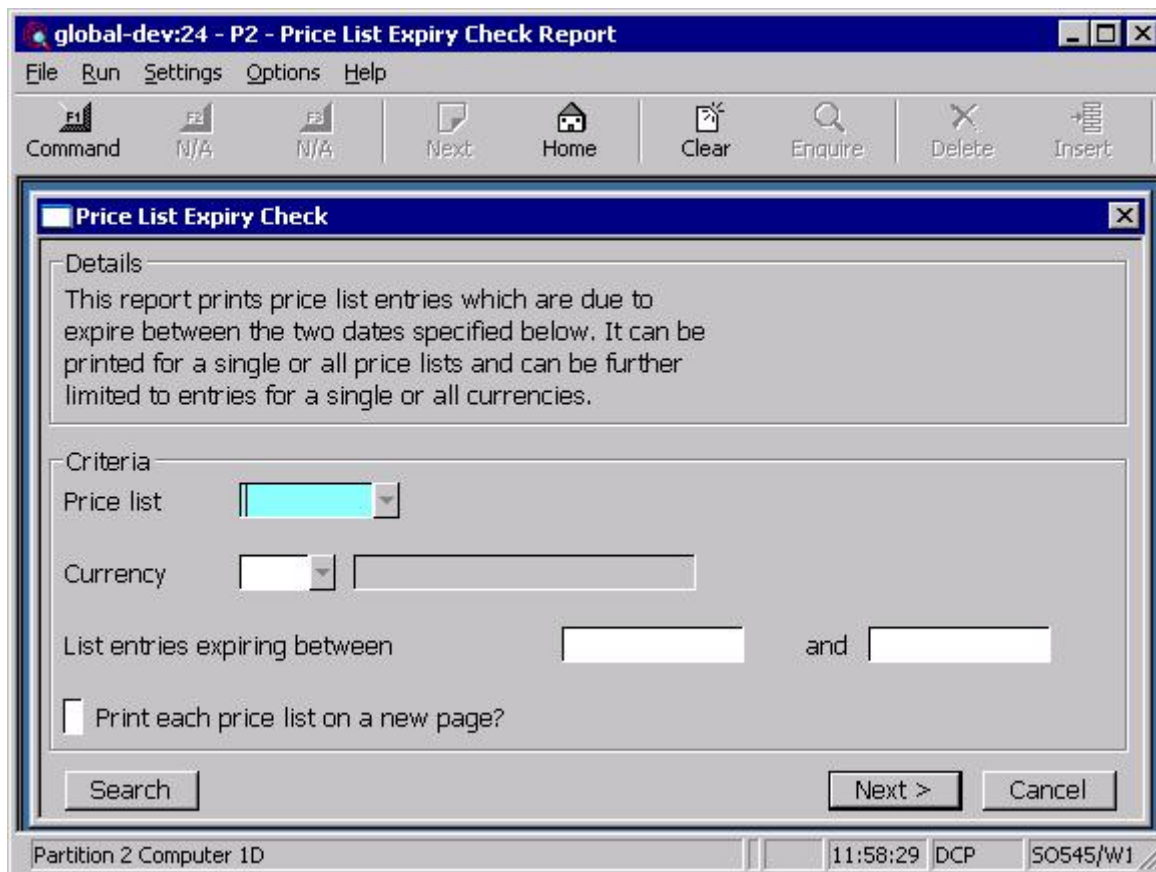 global-dev:24 - P2 - Price List Expiry Check Report
File Run Settings Options Help
F1 F2 F3
Command N/A N/A Next Home Clear Enquire Delete Insert
Price List Expiry Check
Details
This report prints price list entries which are due to
expire between the two dates specified below. It can be
printed for a single or all price lists and can be further
limited to entries for a single or all currencies.
Criteria
Price list
Currency
List entries expiring between and
Print each price list on a new page?
Search Next > Cancel
Partition 2 Computer 1D 11:58:29 DCP SO545/W1